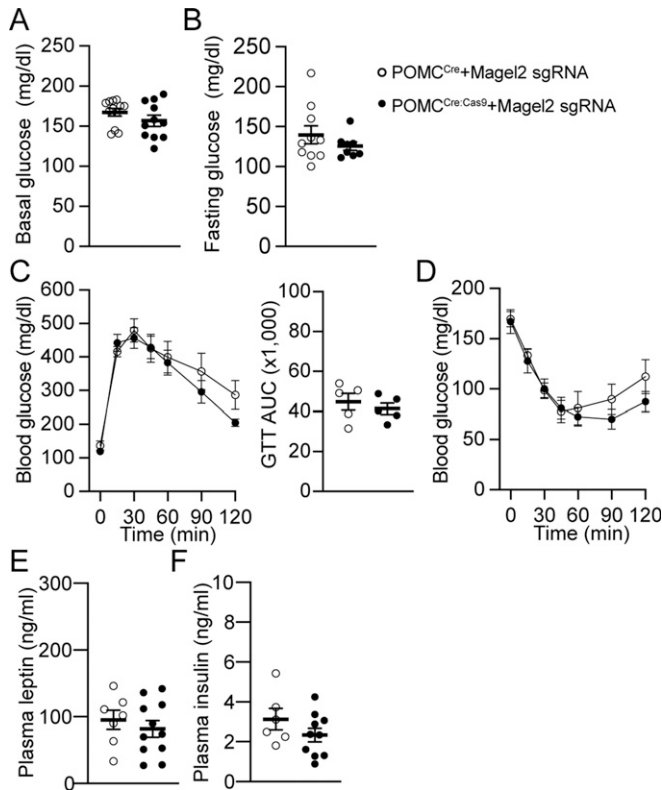 A
Basal glucose (mg/dl)
250
200
150
100
50
0
B
Fasting glucose (mg/dl)
250
200
150
100
50
0
POMCCre+Magel2 sgRNA
POMCCre:Cas9+Magel2 sgRNA
C
Blood glucose (mg/dl)
600
500
400
300
200
100
0
0 30 60 90 120
Time (min)
GTT AUC (x1,000)
100
80
60
40
20
0
D
Blood glucose (mg/dl)
200
150
100
50
0
0 30 60 90 120
Time (min)
E
Plasma leptin (ng/ml)
300
200
100
0
F
Plasma insulin (ng/ml)
10
8
6
4
2
0